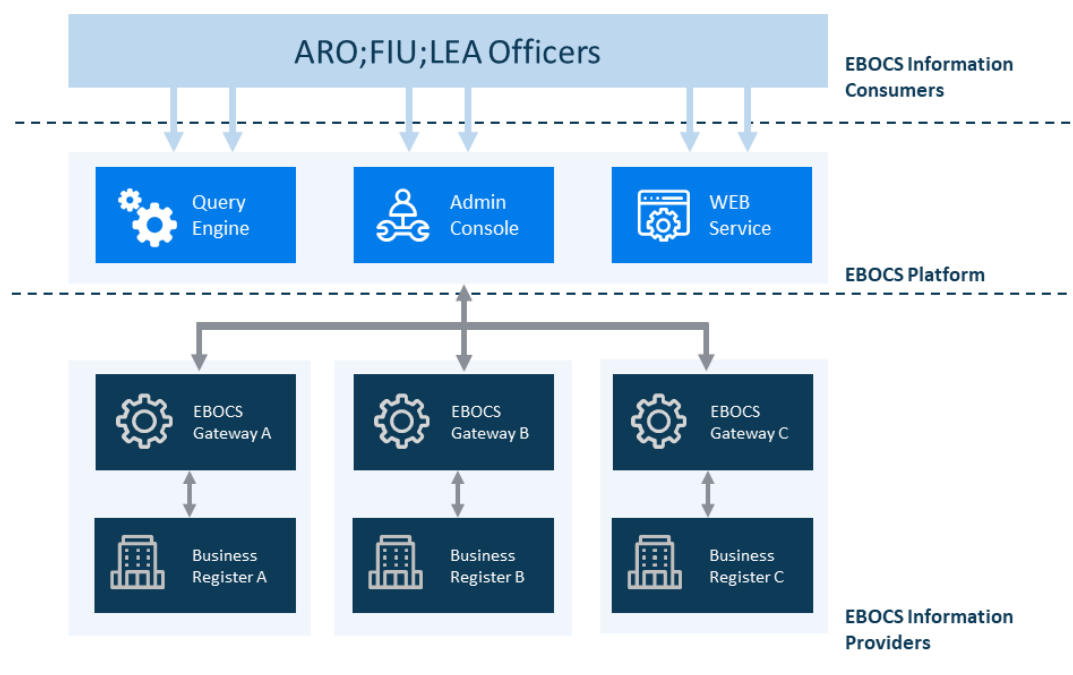 ARO;FIU;LEA Officers
EBOCS Information
Consumers
Query
Engine
Admin
Console
WEB
Service
EBOCS Platform
EBOCS
Gateway A
EBOCS
Gateway B
EBOCS
Gateway C
Business
Register A
Business
Register B
Business
Register C
EBOCS Information
Providers